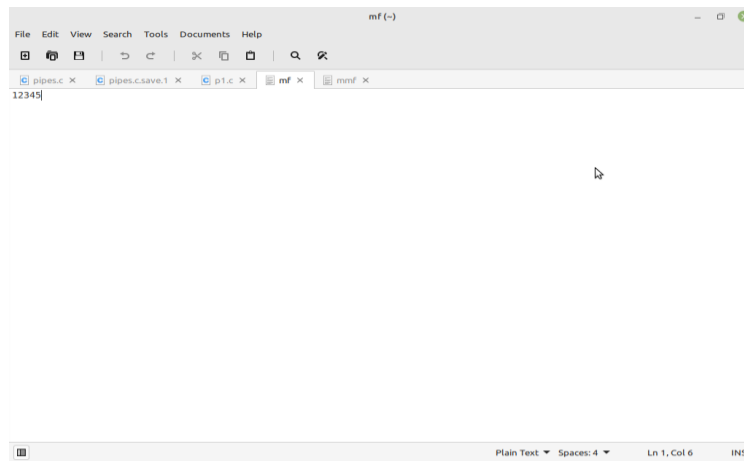 mf (~)
File Edit View Search Tools Documents Help
pipes.c pipes.c.save.1 p1.c mf mmf
12345
Plain Text Spaces: 4 Ln 1, Col 6 INS